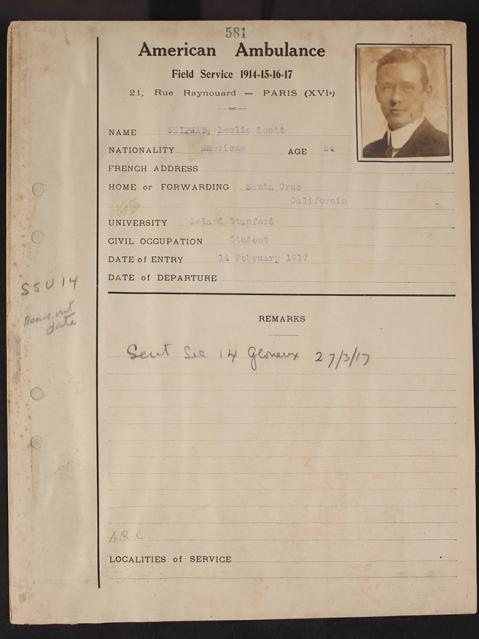 581
American Ambulance
Field Service 1914-15-16-17
21, Rue Raynouard — PARIS (XVIe)
NAME Leslie Scott
NATIONALITY American AGE 24
FRENCH ADDRESS
HOME or FORWARDING Santa Cruz
California
UNIVERSITY Leland Stanford
CIVIL OCCUPATION Student
DATE of ENTRY 14 February 1917
DATE of DEPARTURE
SSU 14
date
REMARKS
Sent Sec 14 27/3/17
A.R.C.
LOCALITIES of SERVICE